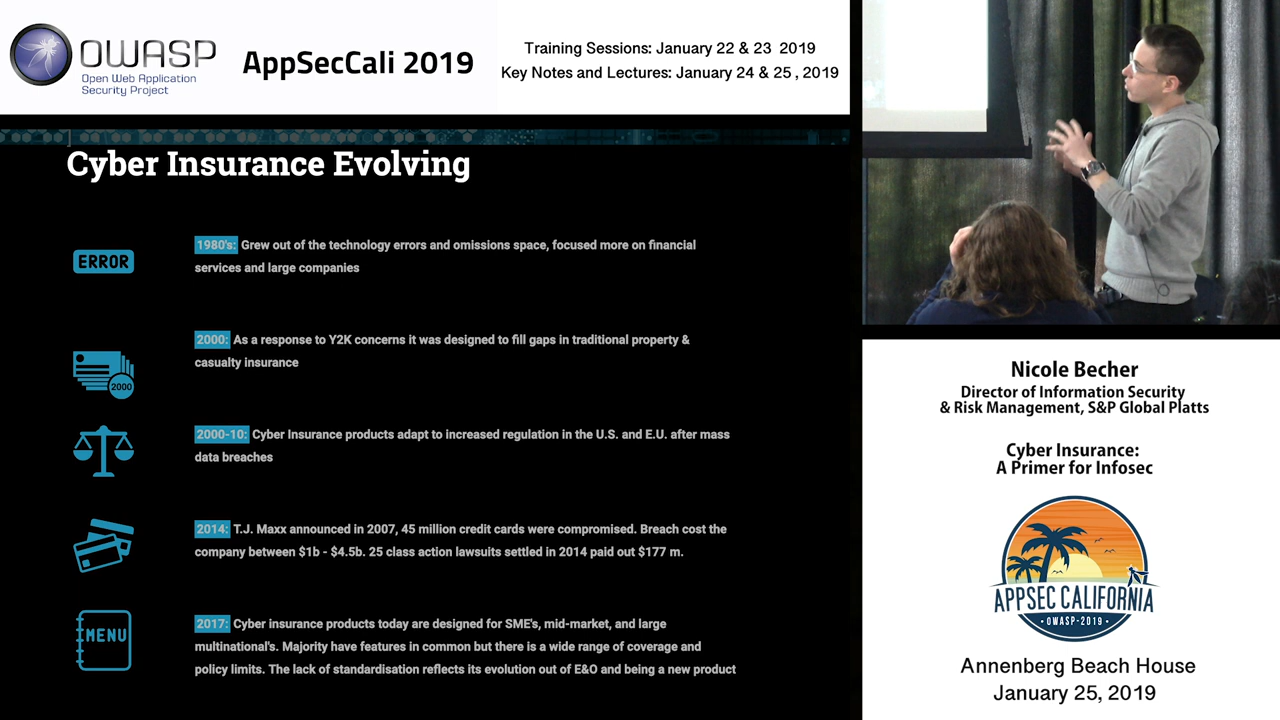 OWASP
Open Web Application
Security Project
AppSecCali 2019
Training Sessions: January 22 & 23 2019
Key Notes and Lectures: January 24 & 25 , 2019
Cyber Insurance Evolving
ERROR
1980's: Grew out of the technology errors and omissions space, focused more on financial
services and large companies
2000
2000: As a response to Y2K concerns it was designed to fill gaps in traditional property &
casualty insurance
2000-10: Cyber Insurance products adapt to increased regulation in the U.S. and E.U. after mass
data breaches
2014: T.J. Maxx announced in 2007, 45 million credit cards were compromised. Breach cost the
company between $1b - $4.5b. 25 class action lawsuits settled in 2014 paid out $177 m.
MENU
2017: Cyber insurance products today are designed for SME's, mid-market, and large
multinational's. Majority have features in common but there is a wide range of coverage and
policy limits. The lack of standardisation reflects its evolution out of E&O and being a new product
Nicole Becher
Director of Information Security
& Risk Management, S&P Global Platts
Cyber Insurance:
A Primer for Infosec
APPSEC CALIFORNIA
• OWASP-2019 •
Annenberg Beach House
January 25, 2019